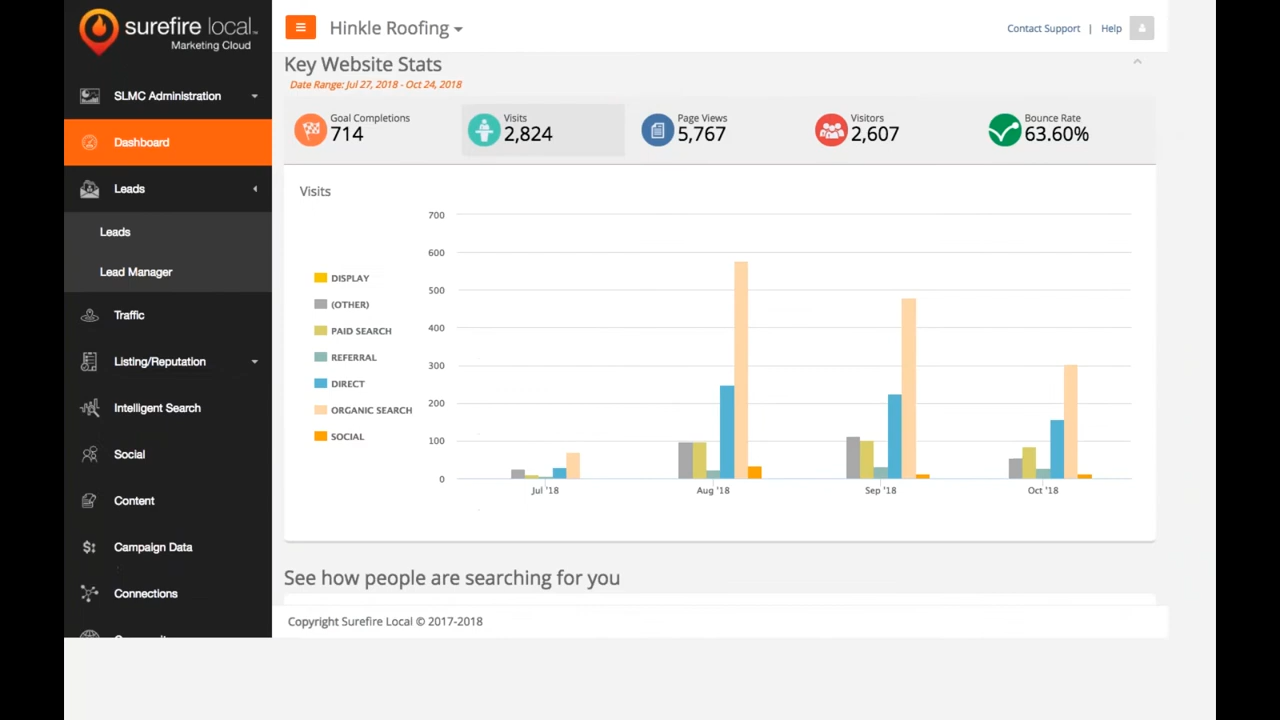 surefire local™
Marketing Cloud
Hinkle Roofing
Contact Support | Help
SLMC Administration
Dashboard
Leads
Leads
Lead Manager
Traffic
Listing/Reputation
Intelligent Search
Social
Content
Campaign Data
Connections
Key Website Stats
Date Range: Jul 27, 2018 - Oct 24, 2018
Goal Completions
714
Visits
2,824
Page Views
5,767
Visitors
2,607
Bounce Rate
63.60%
Visits
DISPLAY
(OTHER)
PAID SEARCH
REFERRAL
DIRECT
ORGANIC SEARCH
SOCIAL
700
600
500
400
300
200
100
0
Jul '18
Aug '18
Sep '18
Oct '18
See how people are searching for you
Copyright Surefire Local © 2017-2018